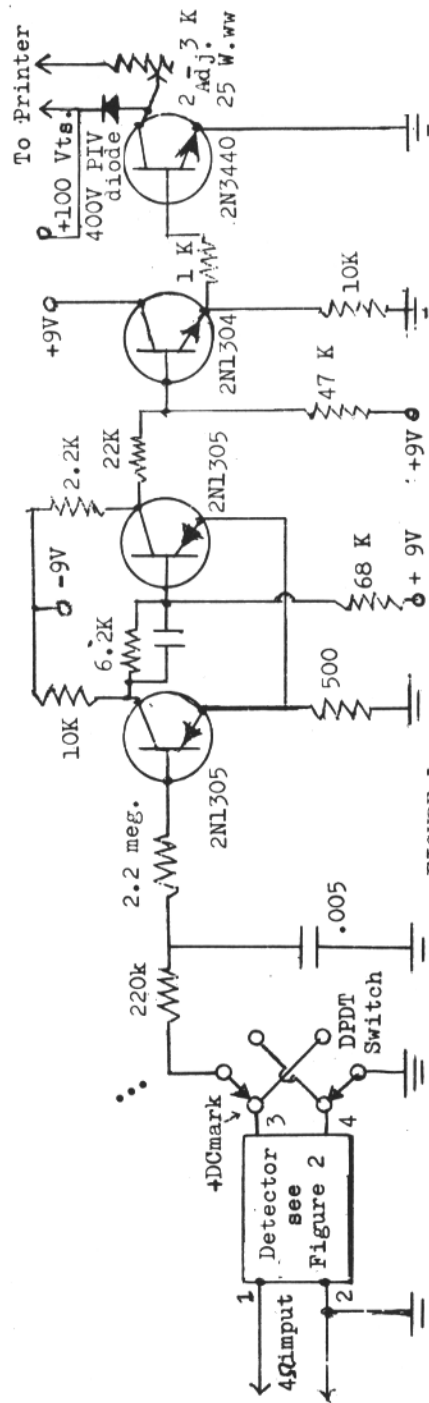 4Ωimput
1
2
Detector
see
Figure 2
3
4
+DCmark
DPDT
Switch
220k
.005
2.2 meg.
2N1305
10K
-9V
6.2K
500
2.2K
2N1305
68 K
+ 9V
22K
47 K
+9V
+9V
2N1304
10K
1 K
2N3440
+100 Vts.
400V PIV
diode
To Printer
2 - 3 K
Adj.
25 W.ww